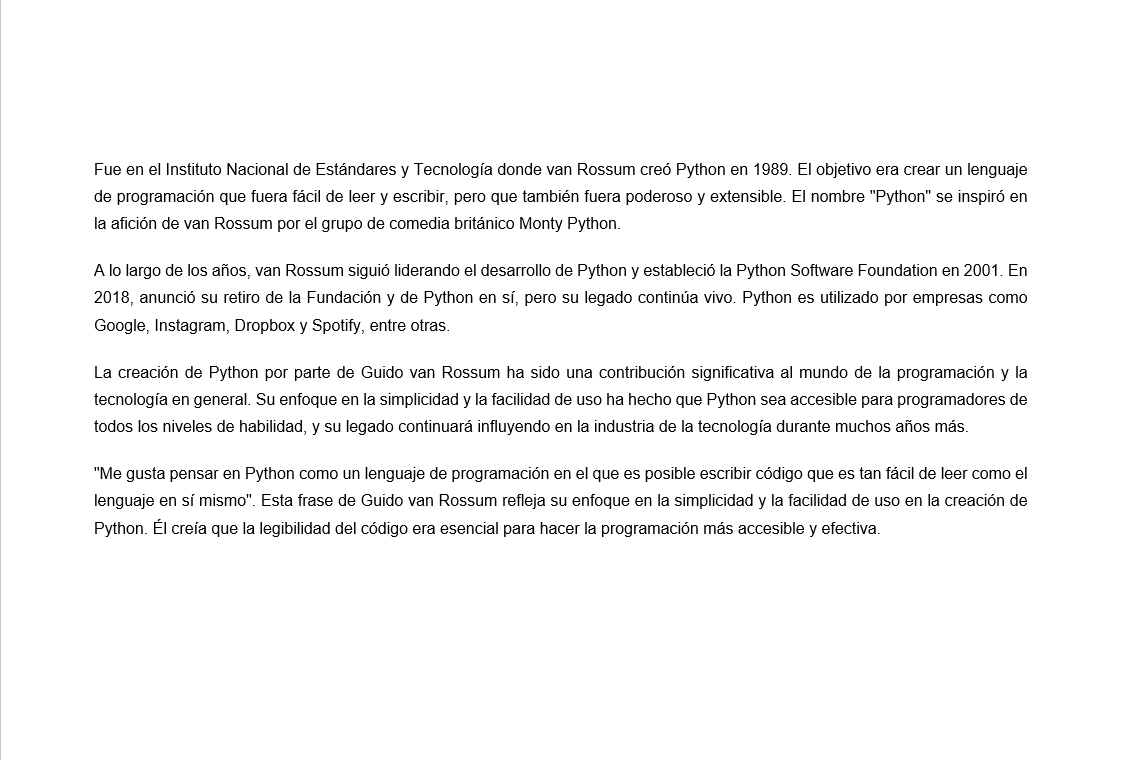 Fue en el Instituto Nacional de Estándares y Tecnología donde van Rossum creó Python en 1989. El objetivo era crear un lenguaje
de programación que fuera fácil de leer y escribir, pero que también fuera poderoso y extensible. El nombre "Python" se inspiró en
la afición de van Rossum por el grupo de comedia británico Monty Python.
A lo largo de los años, van Rossum siguió liderando el desarrollo de Python y estableció la Python Software Foundation en 2001. En
2018, anunció su retiro de la Fundación y de Python en sí, pero su legado continúa vivo. Python es utilizado por empresas como
Google, Instagram, Dropbox y Spotify, entre otras.
La creación de Python por parte de Guido van Rossum ha sido una contribución significativa al mundo de la programación y la
tecnología en general. Su enfoque en la simplicidad y la facilidad de uso ha hecho que Python sea accesible para programadores de
todos los niveles de habilidad, y su legado continuará influyendo en la industria de la tecnología durante muchos años más.
"Me gusta pensar en Python como un lenguaje de programación en el que es posible escribir código que es tan fácil de leer como el
lenguaje en sí mismo". Esta frase de Guido van Rossum refleja su enfoque en la simplicidad y la facilidad de uso en la creación de
Python. Él creía que la legibilidad del código era esencial para hacer la programación más accesible y efectiva.